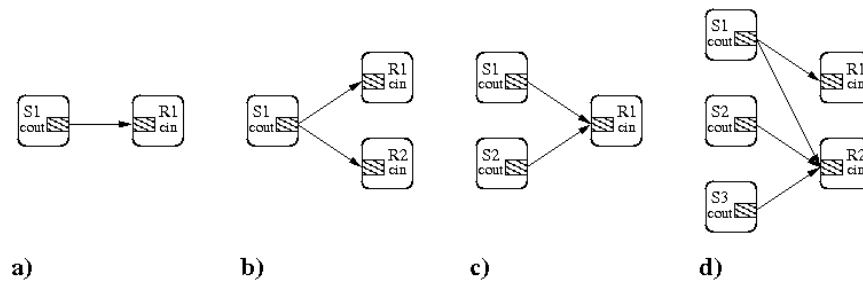 S1
cout
R1
cin
a)
S1
cout
R1
cin
R2
cin
b)
S1
cout
S2
cout
R1
cin
c)
S1
cout
S2
cout
S3
cout
R1
cin
R2
cin
d)